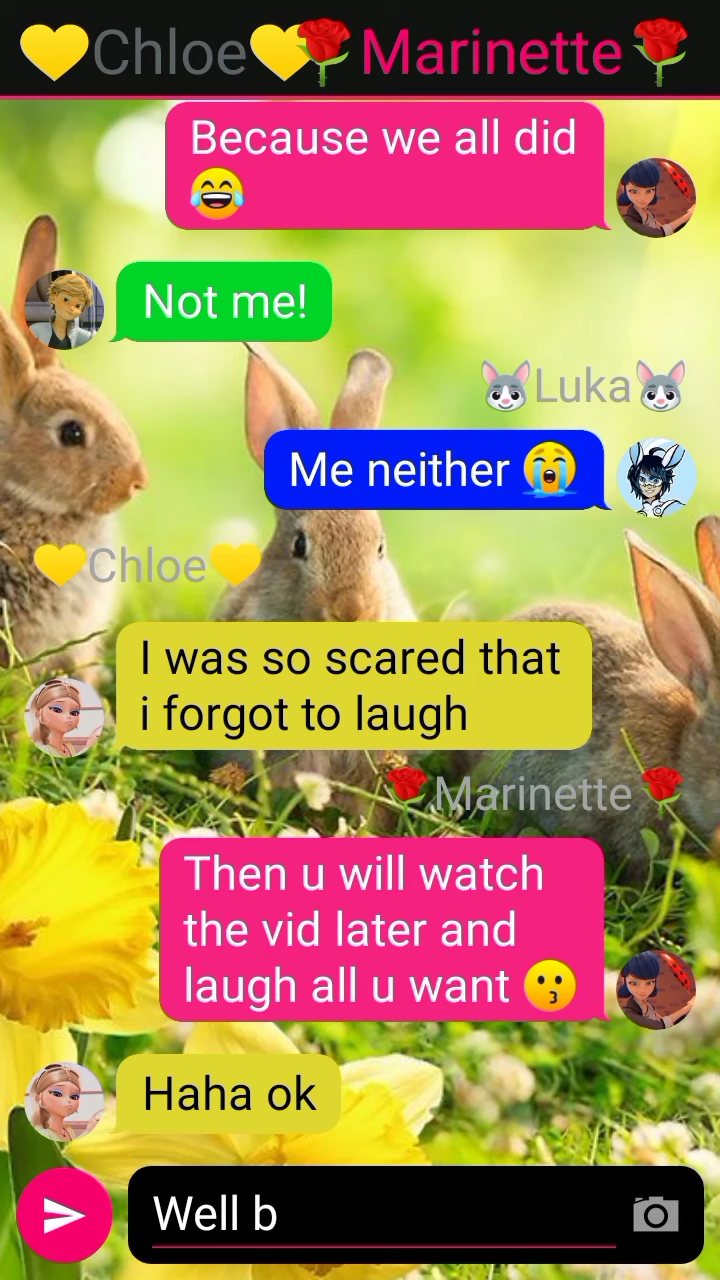 💛Chloe💛🌹Marinette🌹
Because we all did
😂
Not me!
🐭Luka🐭
Me neither 😭
💛Chloe💛
I was so scared that
i forgot to laugh
🌹Marinette🌹
Then u will watch
the vid later and
laugh all u want 😗
Haha ok
Well b